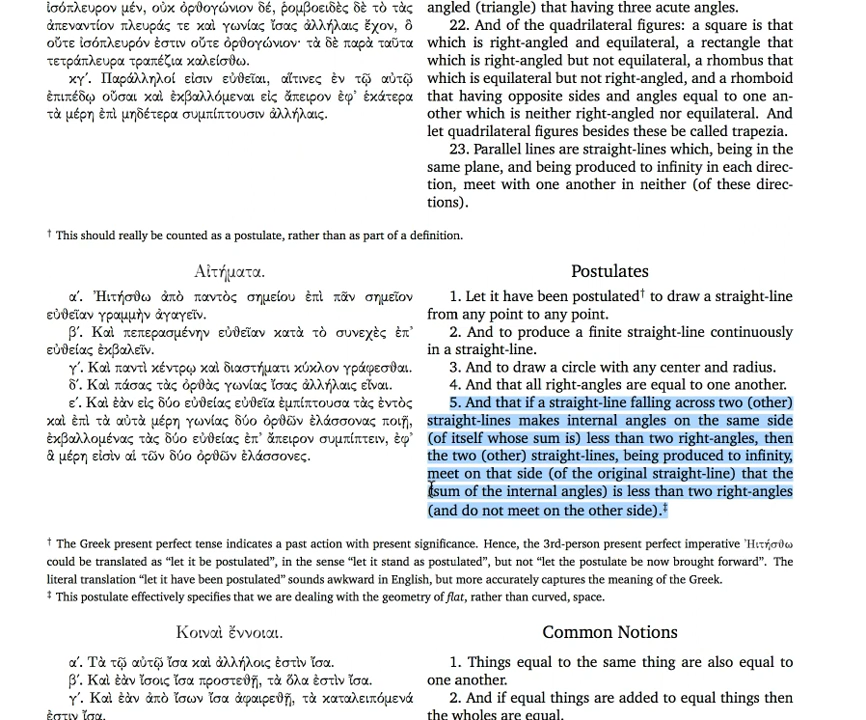 ἰσόπλευρον μέν, οὐκ ὀρθογώνιον δέ, ῥομβοειδὲς δὲ τὸ τὰς
ἀπεναντίον πλευράς τε καὶ γωνίας ἴσας ἀλλήλαις ἔχον, ὃ
οὔτε ἰσόπλευρόν ἐστιν οὔτε ὀρθογώνιον· τὰ δὲ παρὰ ταῦτα
τετράπλευρα τραπέζια καλείσθω.
κγʹ. Παράλληλοί εἰσιν εὐθεῖαι, αἵτινες ἐν τῷ αὐτῷ
ἐπιπέδῳ οὖσαι καὶ ἐκβαλλόμεναι εἰς ἄπειρον ἐφ᾿ ἑκάτερα
τὰ μέρη ἐπὶ μηδέτερα συμπίπτουσιν ἀλλήλαις.
angled (triangle) that having three acute angles.
22. And of the quadrilateral figures: a square is that
which is right-angled and equilateral, a rectangle that
which is right-angled but not equilateral, a rhombus that
which is equilateral but not right-angled, and a rhomboid
that having opposite sides and angles equal to one an-
other which is neither right-angled nor equilateral. And
let quadrilateral figures besides these be called trapezia.
23. Parallel lines are straight-lines which, being in the
same plane, and being produced to infinity in each direc-
tion, meet with one another in neither (of these direc-
tions).
† This should really be counted as a postulate, rather than as part of a definition.
Αἰτήματα.
αʹ. ᾿Ηιτήσθω ἀπὸ παντὸς σημείου ἐπὶ πᾶν σημεῖον
εὐθεῖαν γραμμὴν ἀγαγεῖν.
βʹ. Καὶ πεπερασμένην εὐθεῖαν κατὰ τὸ συνεχὲς ἐπ᾿
εὐθείας ἐκβαλεῖν.
γʹ. Καὶ παντὶ κέντρῳ καὶ διαστήματι κύκλον γράφεσθαι.
δʹ. Καὶ πάσας τὰς ὀρθὰς γωνίας ἴσας ἀλλήλαις εἶναι.
εʹ. Καὶ ἐὰν εἰς δύο εὐθείας εὐθεῖα ἐμπίπτουσα τὰς ἐντὸς
καὶ ἐπὶ τὰ αὐτὰ μέρη γωνίας δύο ὀρθῶν ἐλάσσονας ποιῇ,
ἐκβαλλομένας τὰς δύο εὐθείας ἐπ᾿ ἄπειρον συμπίπτειν, ἐφ᾿
ἃ μέρη εἰσὶν αἱ τῶν δύο ὀρθῶν ἐλάσσονες.
Postulates
1. Let it have been postulated† to draw a straight-line
from any point to any point.
2. And to produce a finite straight-line continuously
in a straight-line.
3. And to draw a circle with any center and radius.
4. And that all right-angles are equal to one another.
5. And that if a straight-line falling across two (other)
straight-lines makes internal angles on the same side
(of itself whose sum is) less than two right-angles, then
the two (other) straight-lines, being produced to infinity,
meet on that side (of the original straight-line) that the
(sum of the internal angles) is less than two right-angles
(and do not meet on the other side).‡
† The Greek present perfect tense indicates a past action with present significance. Hence, the 3rd-person present perfect imperative ᾿Ηιτήσθω
could be translated as “let it be postulated”, in the sense “let it stand as postulated”, but not “let the postulate be now brought forward”. The
literal translation “let it have been postulated” sounds awkward in English, but more accurately captures the meaning of the Greek.
‡ This postulate effectively specifies that we are dealing with the geometry of flat, rather than curved, space.
Κοιναὶ ἔννοιαι.
αʹ. Τὰ τῷ αὐτῷ ἴσα καὶ ἀλλήλοις ἐστὶν ἴσα.
βʹ. Καὶ ἐὰν ἴσοις ἴσα προστεθῇ, τὰ ὅλα ἐστὶν ἴσα.
γʹ. Καὶ ἐὰν ἀπὸ ἴσων ἴσα ἀφαιρεθῇ, τὰ καταλειπόμενά
ἐστιν ἴσα.
Common Notions
1. Things equal to the same thing are also equal to
one another.
2. And if equal things are added to equal things then
the wholes are equal.